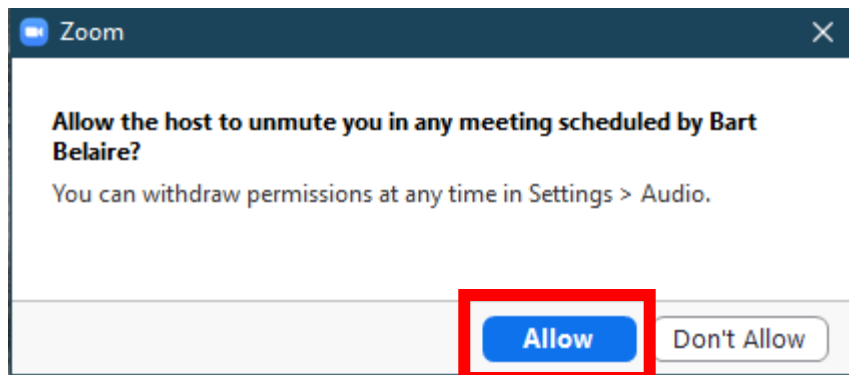 Zoom
Allow the host to unmute you in any meeting scheduled by Bart
Belaire?
You can withdraw permissions at any time in Settings > Audio.
Allow
Don't Allow